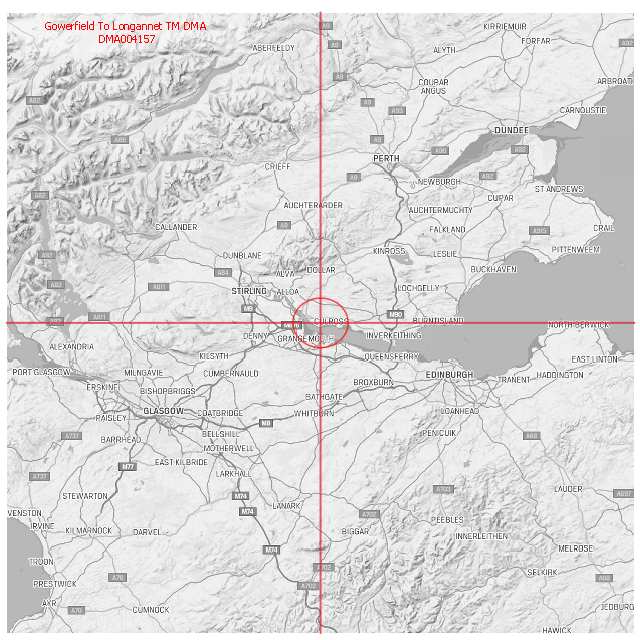 Gowerfield To Longannet TM DMA
DMA004157
A9
KIRRIEMUIR
FORFAR
A92
ABERFELDY
A9
ALYTH
A9
COUPAR
ANGUS
ARBROATH
A82
A9
A93
CARNOUSTIE
DUNDEE
A85
A9
A90
A92
PERTH
CRIEFF
A9
NEWBURGH
A92
ST ANDREWS
A82
AUCHTERARDER
CUPAR
AUCHTERMUCHTY
CALLANDER
A9
FALKLAND
A915
CRAIL
A82
DUNBLANE
KINROSS
LESLIE
PITTENWEEM
A84
ALVA
DOLLAR
BUCKHAVEN
A82
A811
STIRLING
ALLOA
LOCHGELLY
A811
M9
CULROSS
M90
BURNTISLAND
NORTH BERWICK
DENNY
GRANGEMOUTH
INVERKEITHING
ALEXANDRIA
KILSYTH
QUEENSFERRY
EAST LINTON
PORT GLASGOW
MILNGAVIE
CUMBERNAULD
EDINBURGH
HADDINGTON
ERSKINE
BISHOPBRIGGS
BROXBURN
TRANENT
BATHGATE
GLASGOW
COATBRIDGE
WHITBURN
LOANHEAD
PAISLEY
M8
A737
BARRHEAD
BELLSHILL
PENICUIK
A68
MOTHERWELL
M77
EAST KILBRIDE
A737
LARKHALL
A703
LAUDER
A697
STEWARTON
M74
LANARK
VENSTON
M74
A702
PEEBLES
IRVINE
KILMARNOCK
DARVEL
BIGGAR
INNERLEITHEN
M74
MELROSE
TROON
A702
SELKIRK
A76
A68
PRESTWICK
A702
AYR
A70
CUMNOCK
JEDBURG
HAWICK